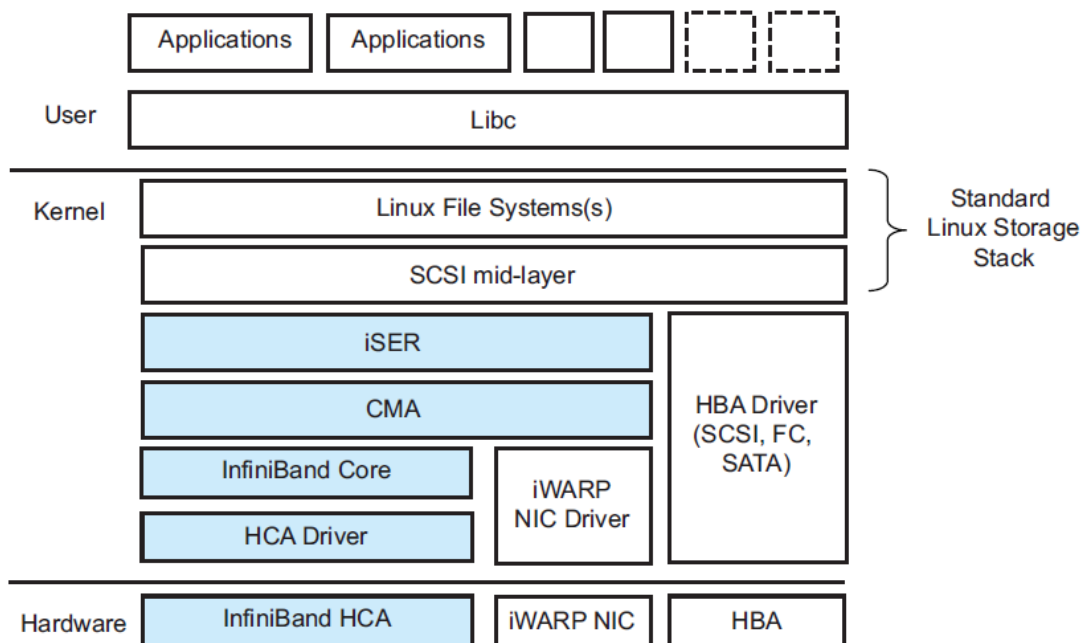 Applications
Applications
User
Libc
Kernel
Linux File Systems(s)
Standard
Linux Storage
Stack
SCSI mid-layer
iSER
CMA
HBA Driver
(SCSI, FC,
SATA)
InfiniBand Core
iWARP
NIC Driver
HCA Driver
Hardware
InfiniBand HCA
iWARP NIC
HBA